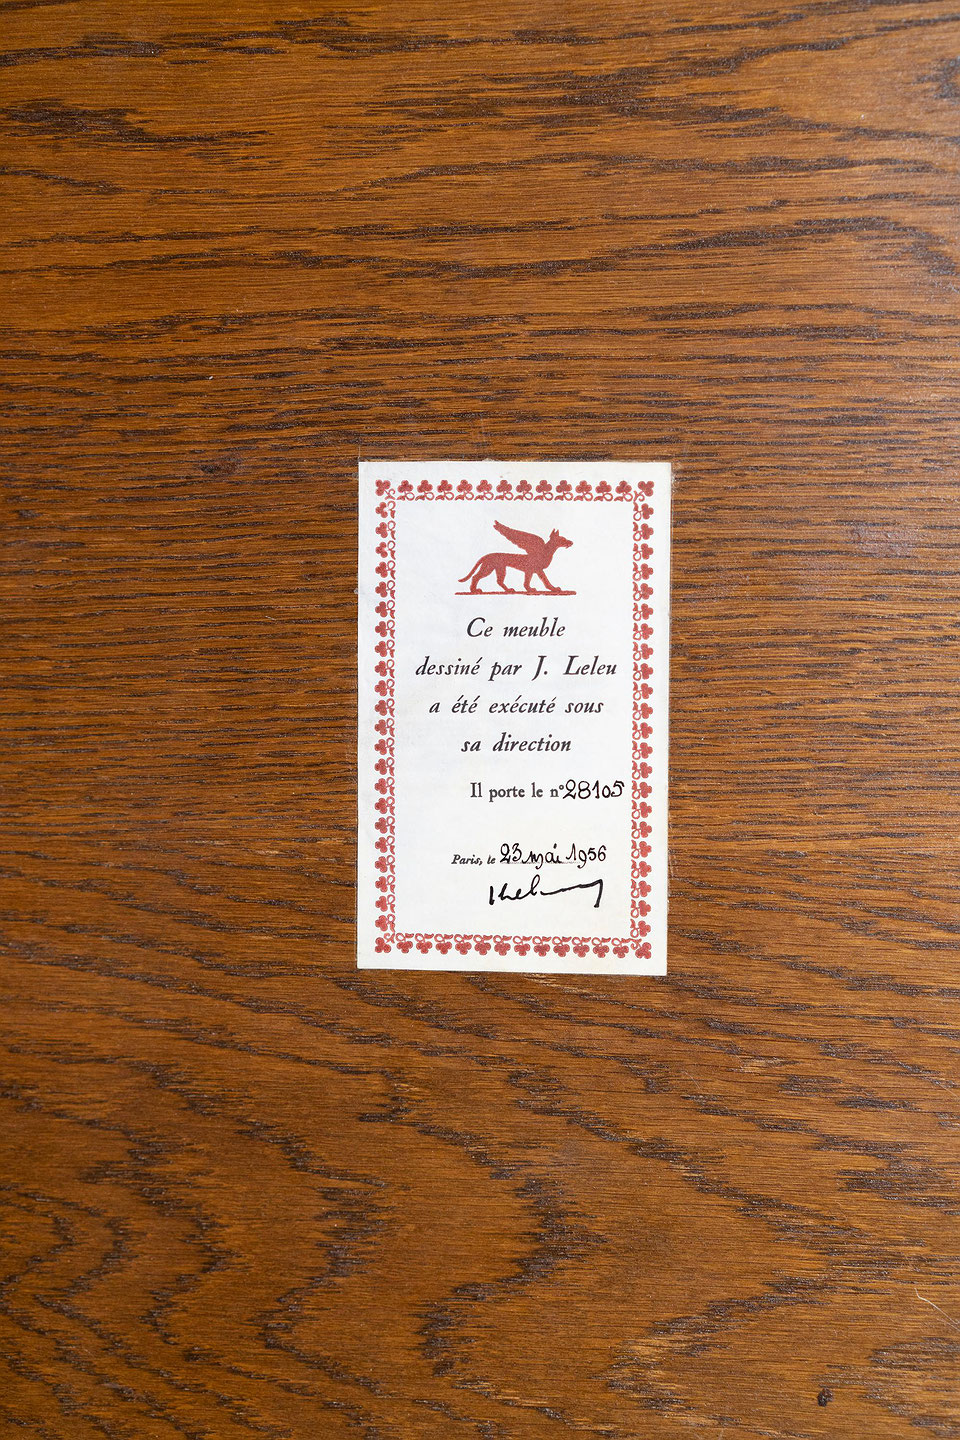 Ce meuble
dessiné par J. Leleu
a été exécuté sous
sa direction
Il porte le n° 28105
Paris, le 23 mai 1956